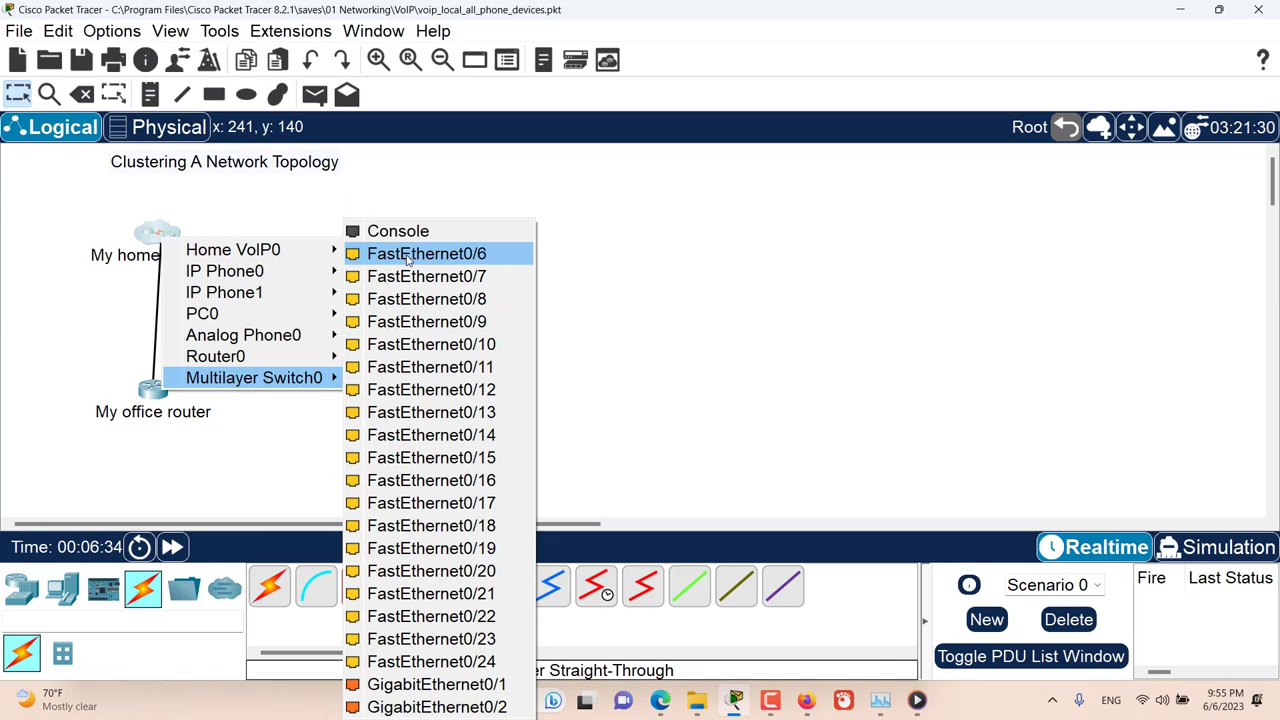 Cisco Packet Tracer - C:\Program Files\Cisco Packet Tracer 8.2.1\saves\01 Networking\VoIP\voip_local_all_phone_devices.pkt
File Edit Options View Tools Extensions Window Help
Logical Physical x: 241, y: 140 Root 03:21:30
Clustering A Network Topology
My home
My office router
Home VoIP0
IP Phone0
IP Phone1
PC0
Analog Phone0
Router0
Multilayer Switch0
Console
FastEthernet0/6
FastEthernet0/7
FastEthernet0/8
FastEthernet0/9
FastEthernet0/10
FastEthernet0/11
FastEthernet0/12
FastEthernet0/13
FastEthernet0/14
FastEthernet0/15
FastEthernet0/16
FastEthernet0/17
FastEthernet0/18
FastEthernet0/19
FastEthernet0/20
FastEthernet0/21
FastEthernet0/22
FastEthernet0/23
FastEthernet0/24
GigabitEthernet0/1
GigabitEthernet0/2
Time: 00:06:34 Realtime Simulation
Scenario 0 Fire Last Status
New Delete
Toggle PDU List Window
Straight-Through
70°F
Mostly clear
ENG
9:55 PM
6/6/2023